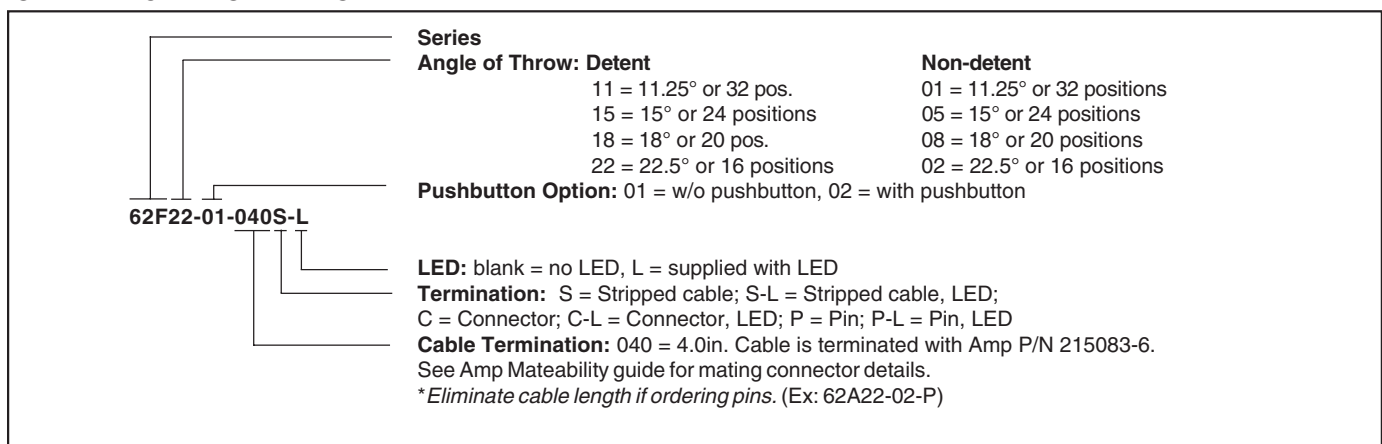 Series
Angle of Throw: Detent Non-detent
11 = 11.25° or 32 pos. 01 = 11.25° or 32 positions
15 = 15° or 24 positions 05 = 15° or 24 positions
18 = 18° or 20 pos. 08 = 18° or 20 positions
22 = 22.5° or 16 positions 02 = 22.5° or 16 positions
Pushbutton Option: 01 = w/o pushbutton, 02 = with pushbutton
62F22-01-040S-L
LED: blank = no LED, L = supplied with LED
Termination: S = Stripped cable; S-L = Stripped cable, LED;
C = Connector; C-L = Connector, LED; P = Pin; P-L = Pin, LED
Cable Termination: 040 = 4.0in. Cable is terminated with Amp P/N 215083-6.
See Amp Mateability guide for mating connector details.
*Eliminate cable length if ordering pins. (Ex: 62A22-02-P)